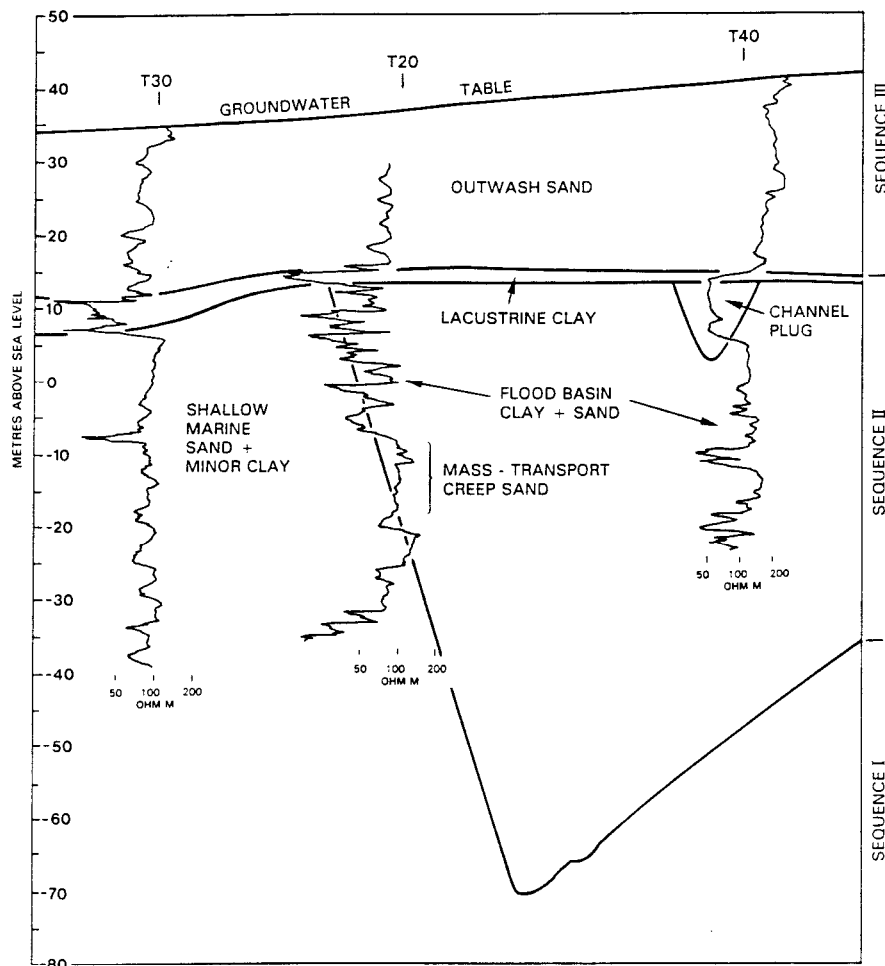 50
40
30
20
10
0
-10
-20
-30
-40
-50
-60
-70
-80
METRES ABOVE SEA LEVEL
T30
T20
T40
GROUNDWATER TABLE
OUTWASH SAND
LACUSTRINE CLAY
CHANNEL
PLUG
FLOOD BASIN
CLAY + SAND
SHALLOW
MARINE
SAND +
MINOR CLAY
MASS - TRANSPORT
CREEP SAND
50 100 200
OHM M
50 100 200
OHM M
50 100 200
OHM M
SEQUENCE III
SEQUENCE II
SEQUENCE I